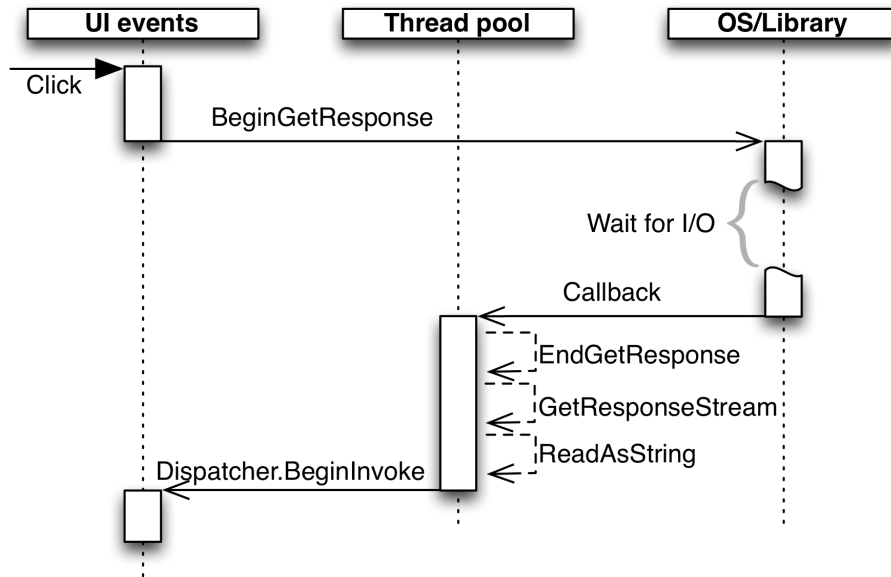 UI events
Thread pool
OS/Library
Click
BeginGetResponse
Wait for I/O
Callback
EndGetResponse
GetResponseStream
ReadAsString
Dispatcher.BeginInvoke